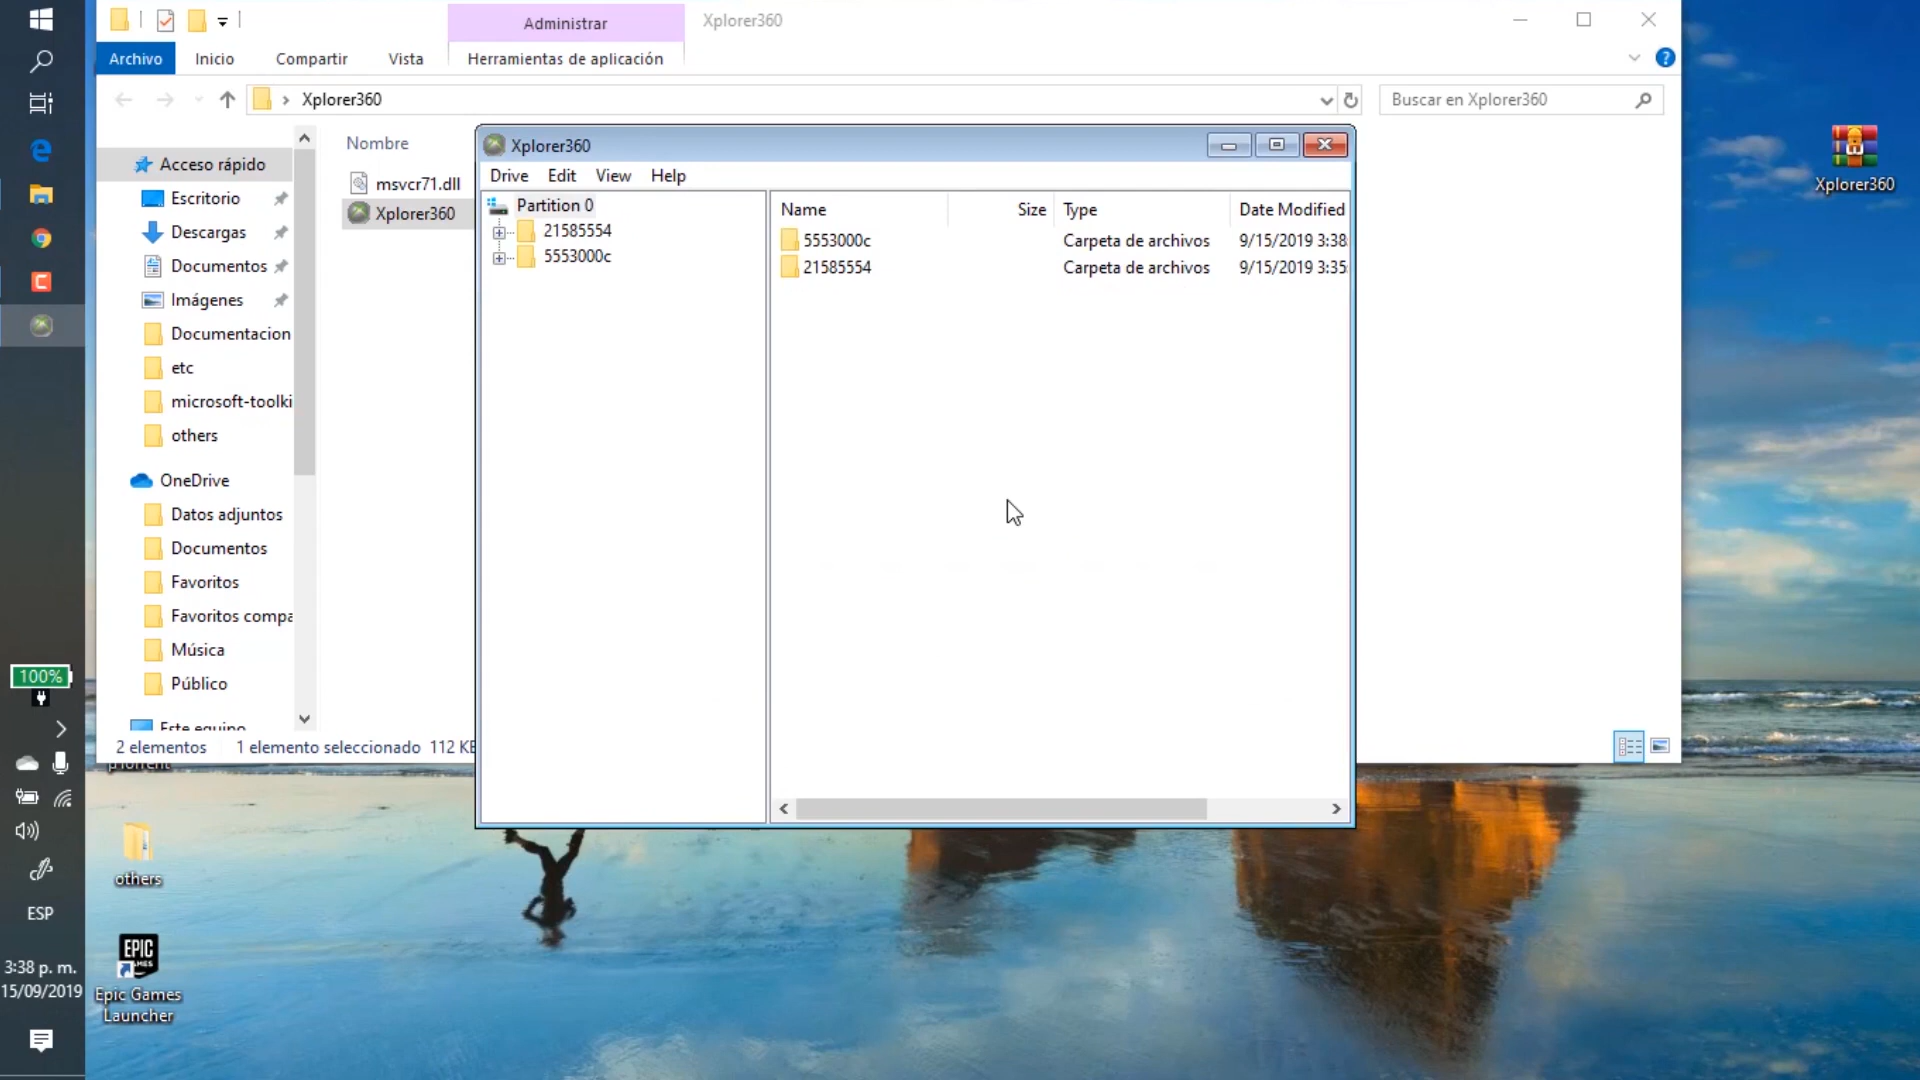 Administrar
Xplorer360
Archivo
Inicio
Compartir
Vista
Herramientas de aplicación
Xplorer360
Buscar en Xplorer360
Nombre
msvcr71.dll
Xplorer360
Acceso rápido
Escritorio
Descargas
Documentos
Imágenes
Documentacion
etc
microsoft-toolki
others
OneDrive
Datos adjuntos
Documentos
Favoritos
Favoritos compa
Música
Público
Este equipo
2 elementos
1 elemento seleccionado
112 KB
Xplorer360
Drive
Edit
View
Help
Partition 0
21585554
5553000c
Name
Size
Type
Date Modified
5553000c
Carpeta de archivos
9/15/2019 3:38
21585554
Carpeta de archivos
9/15/2019 3:35
Xplorer360
100%
ESP
3:38 p. m.
15/09/2019
others
EPIC
Epic Games
Launcher